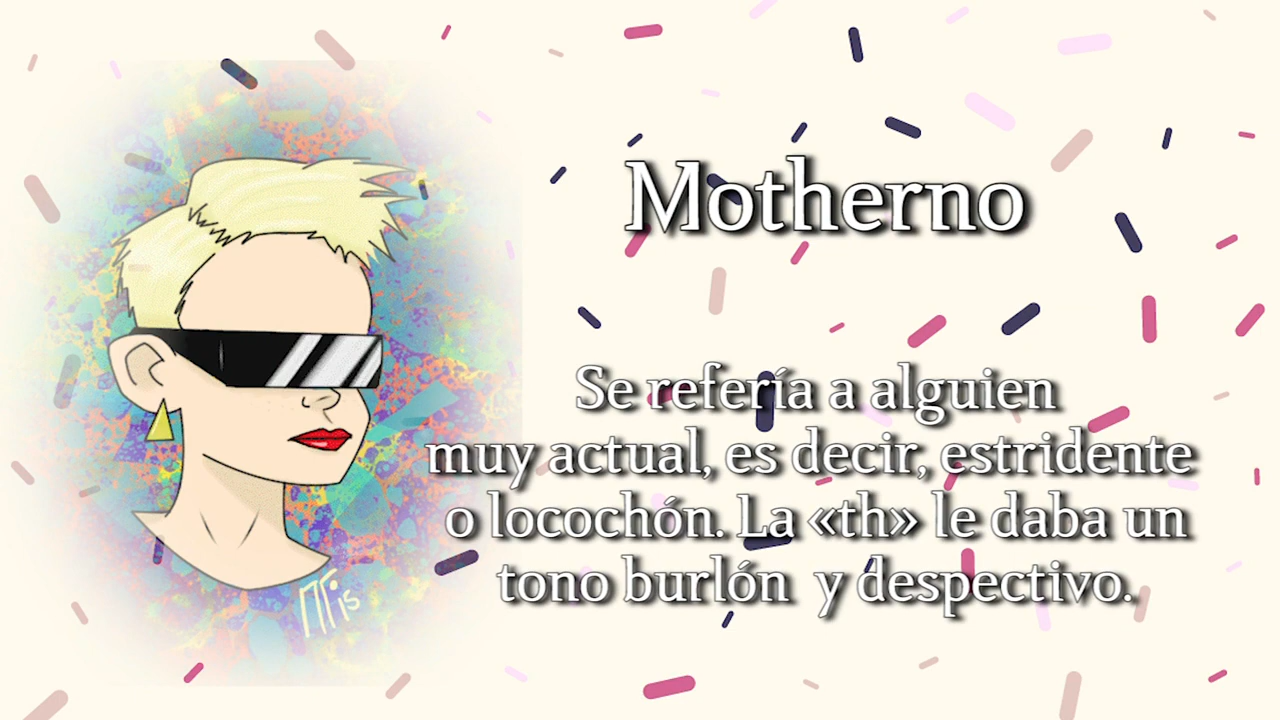 Motherno
Se refería a alguien
muy actual, es decir, estridente
o locochón. La «th» le daba un
tono burlón y despectivo.